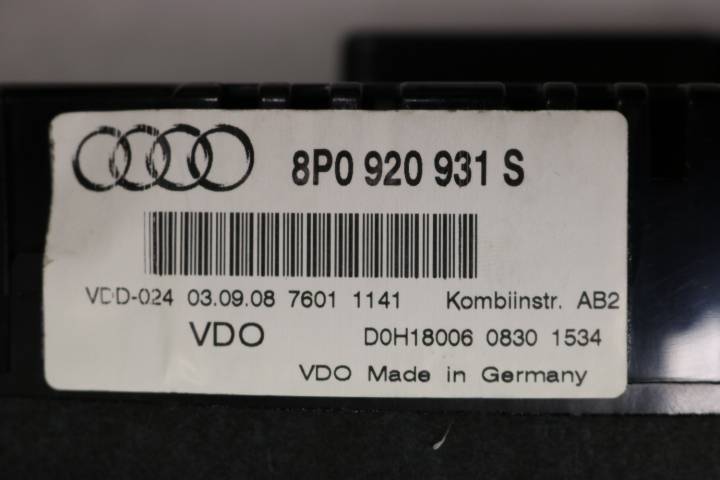 8P0 920 931 S
VDD-024 03.09.08 7601 1141 Kombiinstr. AB2
VDO D0H18006 0830 1534
VDO Made in Germany